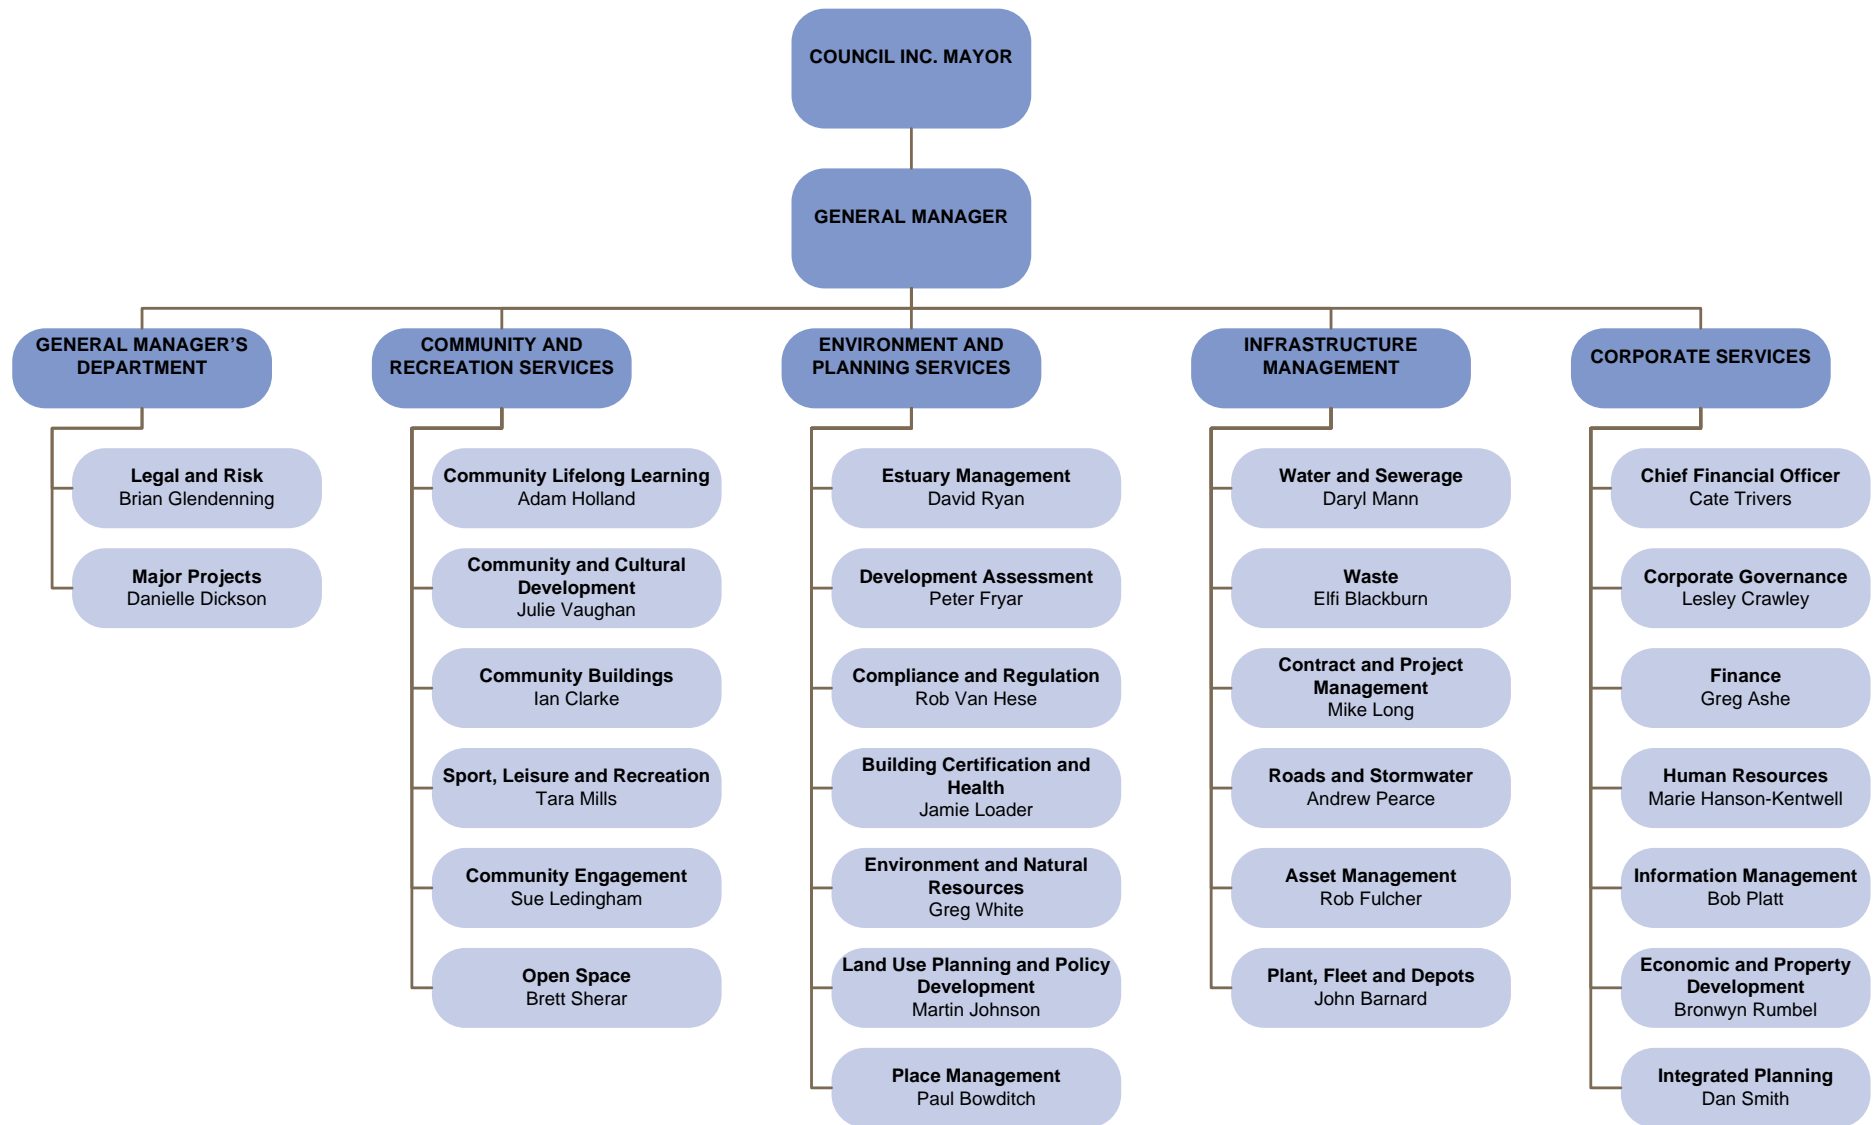 COUNCIL INC. MAYOR
GENERAL MANAGER
GENERAL MANAGER'S
DEPARTMENT
Legal and Risk
Brian Glendenning
Major Projects
Danielle Dickson
COMMUNITY AND
RECREATION SERVICES
Community Lifelong Learning
Adam Holland
Community and Cultural
Development
Julie Vaughan
Community Buildings
Ian Clarke
Sport, Leisure and Recreation
Tara Mills
Community Engagement
Sue Ledingham
Open Space
Brett Sherar
ENVIRONMENT AND
PLANNING SERVICES
Estuary Management
David Ryan
Development Assessment
Peter Fryar
Compliance and Regulation
Rob Van Hese
Building Certification and
Health
Jamie Loader
Environment and Natural
Resources
Greg White
Land Use Planning and Policy
Development
Martin Johnson
Place Management
Paul Bowditch
INFRASTRUCTURE
MANAGEMENT
Water and Sewerage
Daryl Mann
Waste
Elfi Blackburn
Contract and Project
Management
Mike Long
Roads and Stormwater
Andrew Pearce
Asset Management
Rob Fulcher
Plant, Fleet and Depots
John Barnard
CORPORATE SERVICES
Chief Financial Officer
Cate Trivers
Corporate Governance
Lesley Crawley
Finance
Greg Ashe
Human Resources
Marie Hanson-Kentwell
Information Management
Bob Platt
Economic and Property
Development
Bronwyn Rumbel
Integrated Planning
Dan Smith